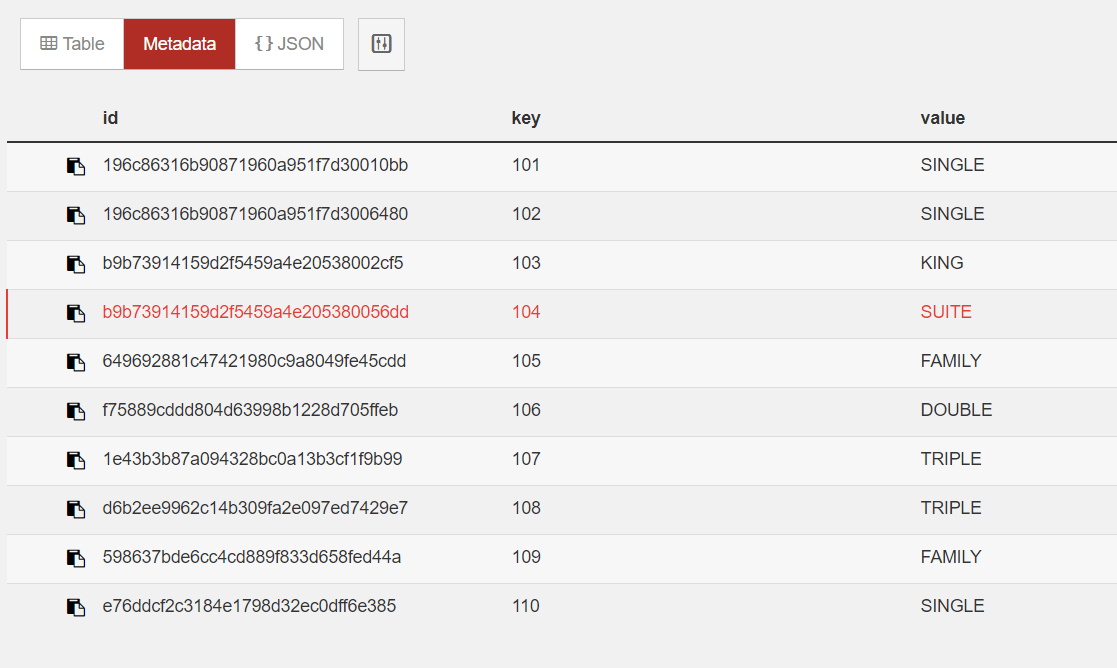 Table Metadata {} JSON
id key value
196c86316b90871960a951f7d30010bb 101 SINGLE
196c86316b90871960a951f7d3006480 102 SINGLE
b9b73914159d2f5459a4e20538002cf5 103 KING
b9b73914159d2f5459a4e205380056dd 104 SUITE
649692881c47421980c9a8049fe45cdd 105 FAMILY
f75889cddd804d63998b1228d705ffeb 106 DOUBLE
1e43b3b87a094328bc0a13b3cf1f9b99 107 TRIPLE
d6b2ee9962c14b309fa2e097ed7429e7 108 TRIPLE
598637bde6cc4cd889f833d658fed44a 109 FAMILY
e76ddcf2c3184e1798d32ec0dff6e385 110 SINGLE